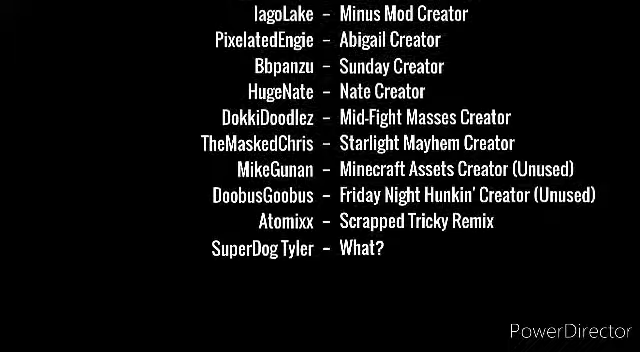 IagoLake – Minus Mod Creator
PixelatedEngie – Abigail Creator
Bbpanzu – Sunday Creator
HugeNate – Nate Creator
DokkiDoodlez – Mid-Fight Masses Creator
TheMaskedChris – Starlight Mayhem Creator
MikeGunan – Minecraft Assets Creator (Unused)
DoobusGoobus – Friday Night Hunkin' Creator (Unused)
Atomixx – Scrapped Tricky Remix
SuperDog Tyler – What?
PowerDirector